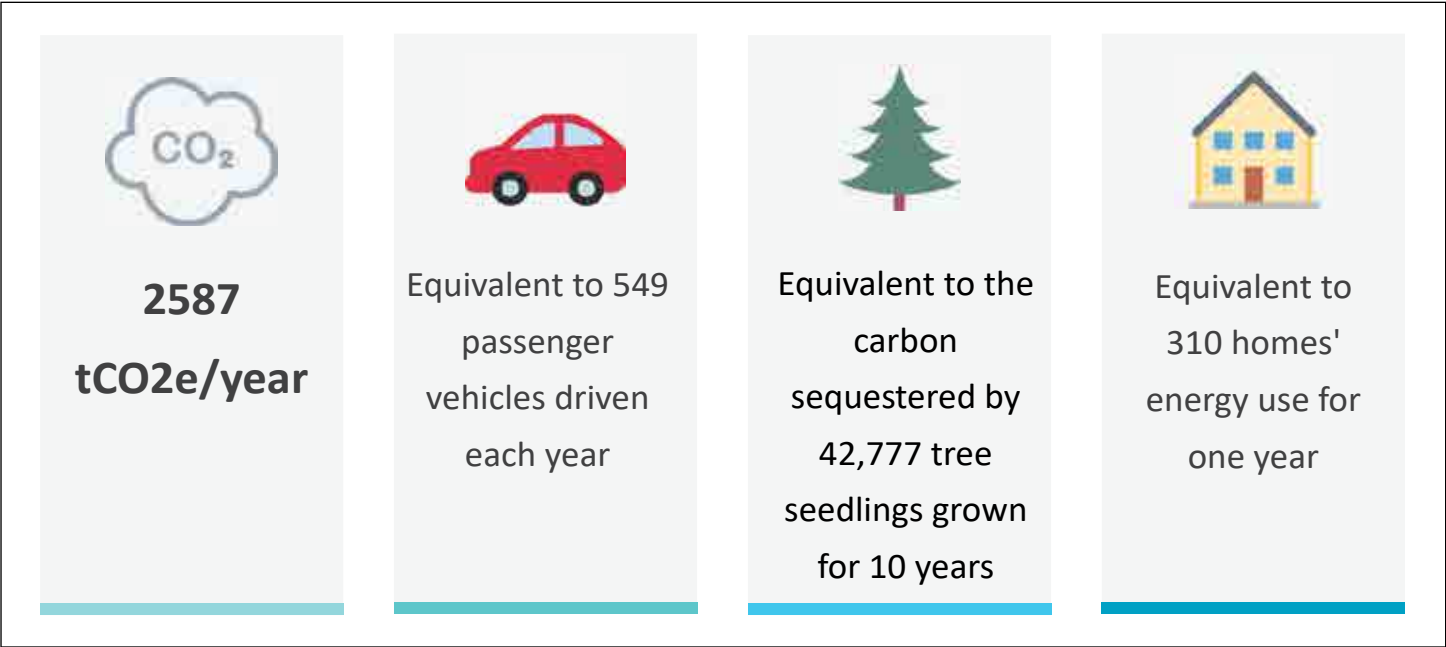 CO₂
2587
tCO2e/year
Equivalent to 549
passenger
vehicles driven
each year
Equivalent to the
carbon
sequestered by
42,777 tree
seedlings grown
for 10 years
Equivalent to
310 homes'
energy use for
one year